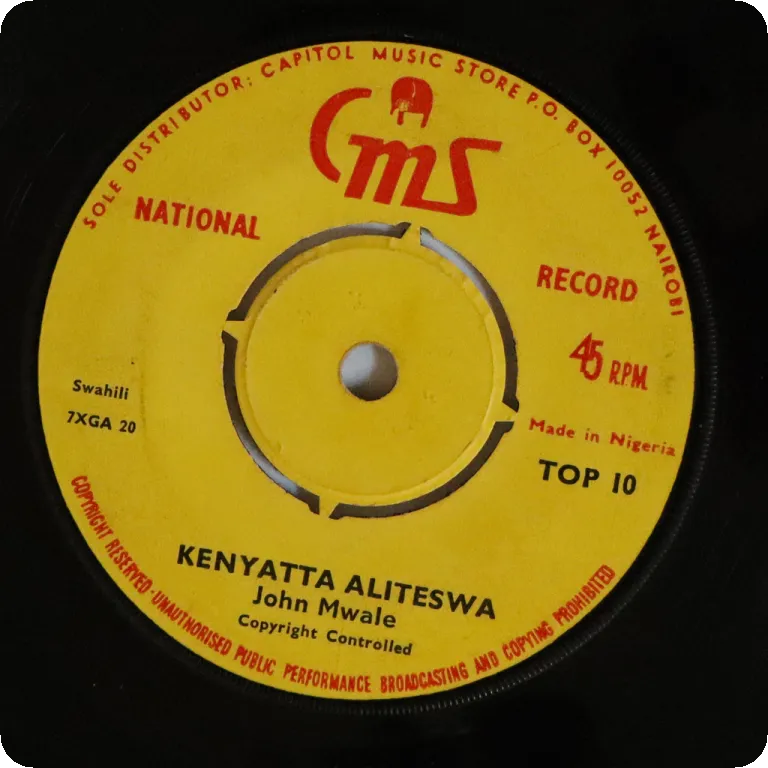 SOLE DISTRIBUTOR: CAPITOL MUSIC STORE P.O. BOX 10052 NAIROBI
CMS
NATIONAL
RECORD
45 R.P.M.
Swahili
7XGA 20
Made in Nigeria
TOP 10
KENYATTA ALITESWA
John Mwale
Copyright Controlled
COPYRIGHT RESERVED · UNAUTHORISED PUBLIC PERFORMANCE BROADCASTING AND COPYING PROHIBITED